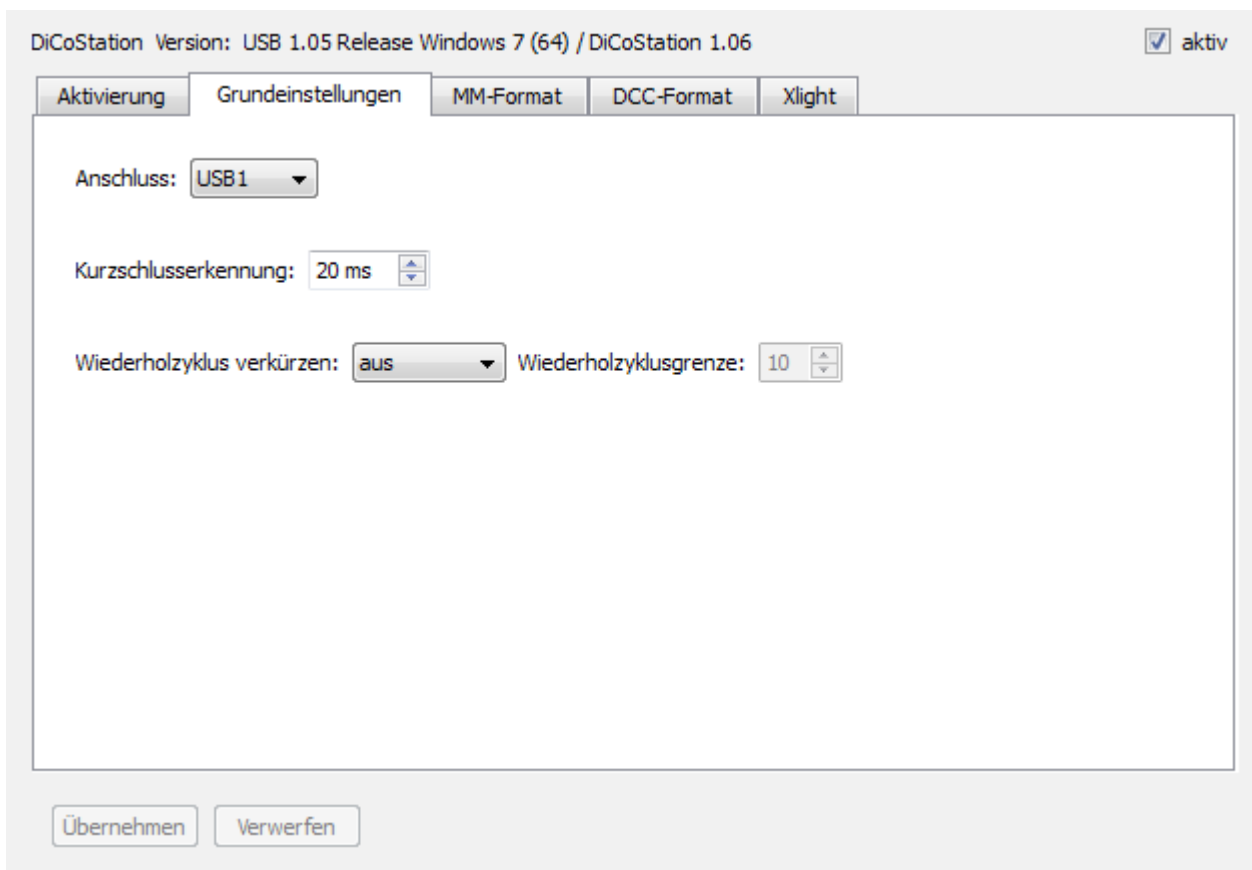 DiCoStation Version: USB 1.05 Release Windows 7 (64) / DiCoStation 1.06 aktiv
Aktivierung Grundeinstellungen MM-Format DCC-Format Xlight
Anschluss: USB1
Kurzschlusserkennung: 20 ms
Wiederholzyklus verkürzen: aus Wiederholzyklusgrenze: 10
Übernehmen Verwerfen